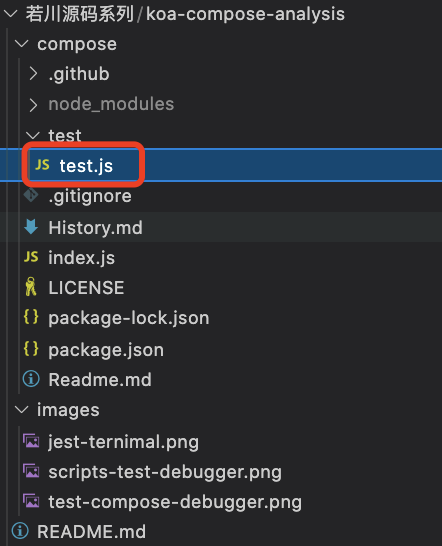 若川源码系列/koa-compose-analysis
compose
.github
node_modules
test
JS test.js
.gitignore
History.md
JS index.js
LICENSE
{} package-lock.json
{} package.json
Readme.md
images
jest-ternimal.png
scripts-test-debugger.png
test-compose-debugger.png
README.md